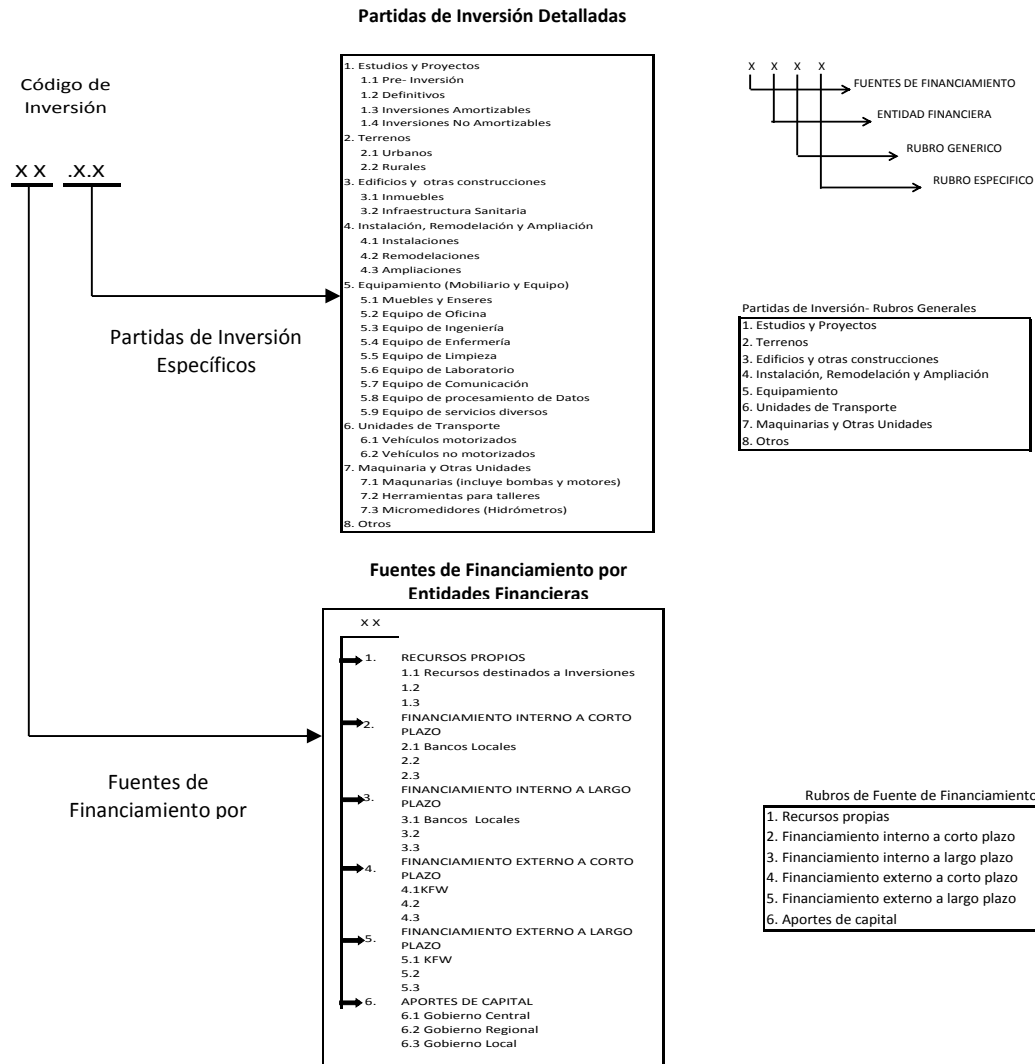 Partidas de Inversión Detalladas
Código de
Inversión
X X .X.X
1. Estudios y Proyectos
1.1 Pre- Inversión
1.2 Definitivos
1.3 Inversiones Amortizables
1.4 Inversiones No Amortizables
2. Terrenos
2.1 Urbanos
2.2 Rurales
3. Edificios y otras construcciones
3.1 Inmuebles
3.2 Infraestructura Sanitaria
4. Instalación, Remodelación y Ampliación
4.1 Instalaciones
4.2 Remodelaciones
4.3 Ampliaciones
5. Equipamiento (Mobiliario y Equipo)
5.1 Muebles y Enseres
5.2 Equipo de Oficina
5.3 Equipo de Ingeniería
5.4 Equipo de Enfermería
5.5 Equipo de Limpieza
5.6 Equipo de Laboratorio
5.7 Equipo de Comunicación
5.8 Equipo de procesamiento de Datos
5.9 Equipo de servicios diversos
6. Unidades de Transporte
6.1 Vehículos motorizados
6.2 Vehículos no motorizados
7. Maquinaria y Otras Unidades
7.1 Maqunarias (incluye bombas y motores)
7.2 Herramientas para talleres
7.3 Micromedidores (Hidrómetros)
8. Otros
X X X X
FUENTES DE FINANCIAMIENTO
ENTIDAD FINANCIERA
RUBRO GENERICO
RUBRO ESPECIFICO
Partidas de Inversión
Específicos
Partidas de Inversión- Rubros Generales
1. Estudios y Proyectos
2. Terrenos
3. Edificios y otras construcciones
4. Instalación, Remodelación y Ampliación
5. Equipamiento
6. Unidades de Transporte
7. Maquinarias y Otras Unidades
8. Otros
Fuentes de Financiamiento por
Entidades Financieras
X X
1. RECURSOS PROPIOS
1.1 Recursos destinados a Inversiones
1.2
1.3
2. FINANCIAMIENTO INTERNO A CORTO
PLAZO
2.1 Bancos Locales
2.2
2.3
3. FINANCIAMIENTO INTERNO A LARGO
PLAZO
3.1 Bancos Locales
3.2
3.3
4. FINANCIAMIENTO EXTERNO A CORTO
PLAZO
4.1KFW
4.2
4.3
5. FINANCIAMIENTO EXTERNO A LARGO
PLAZO
5.1 KFW
5.2
5.3
6. APORTES DE CAPITAL
6.1 Gobierno Central
6.2 Gobierno Regional
6.3 Gobierno Local
Fuentes de
Financiamiento por
Rubros de Fuente de Financiamiento
1. Recursos propias
2. Financiamiento interno a corto plazo
3. Financiamiento interno a largo plazo
4. Financiamiento externo a corto plazo
5. Financiamiento externo a largo plazo
6. Aportes de capital